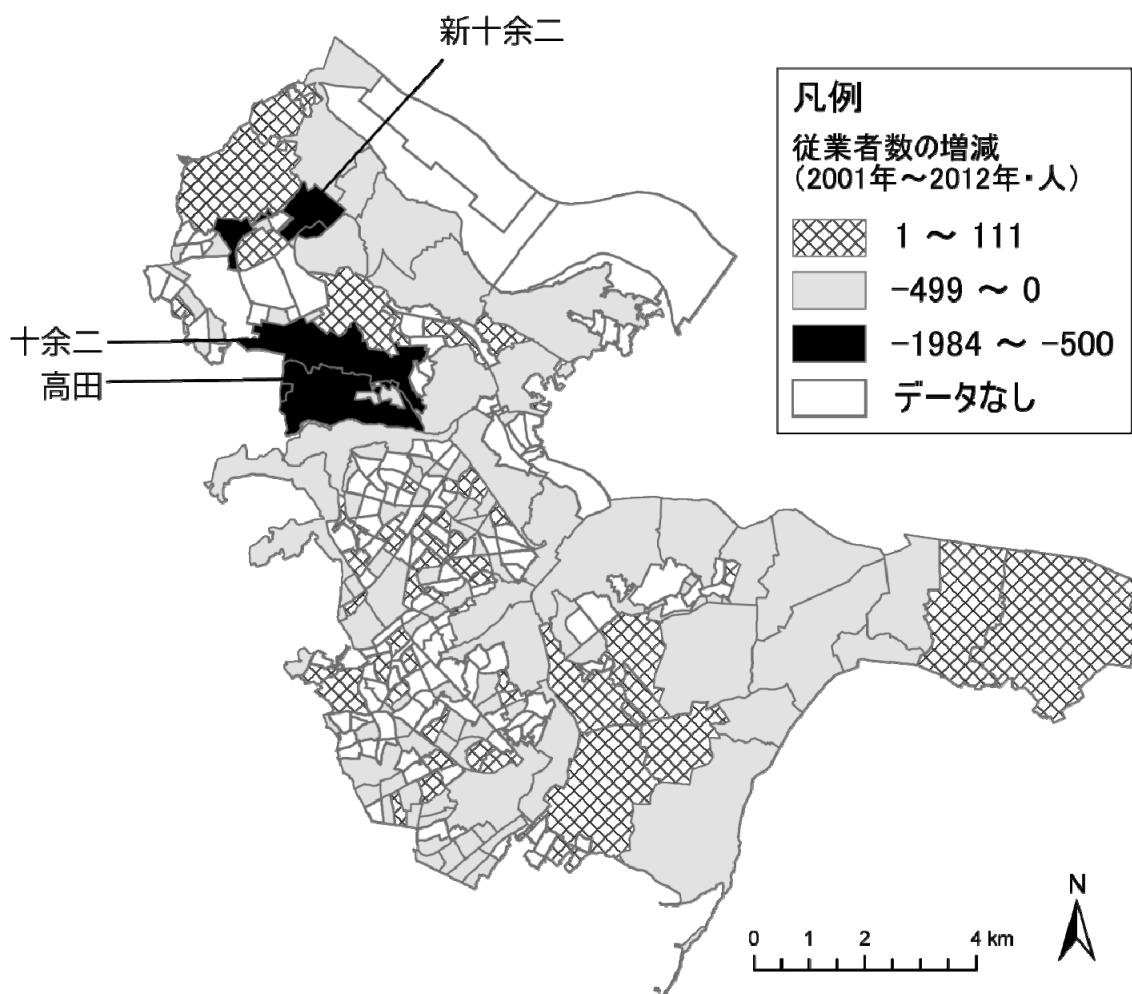 新十余二
凡例
従業者数の増減
(2001年～2012年・人)
1 ～ 111
-499 ～ 0
-1984 ～ -500
データなし
十余二
高田
N
0 1 2 4 km